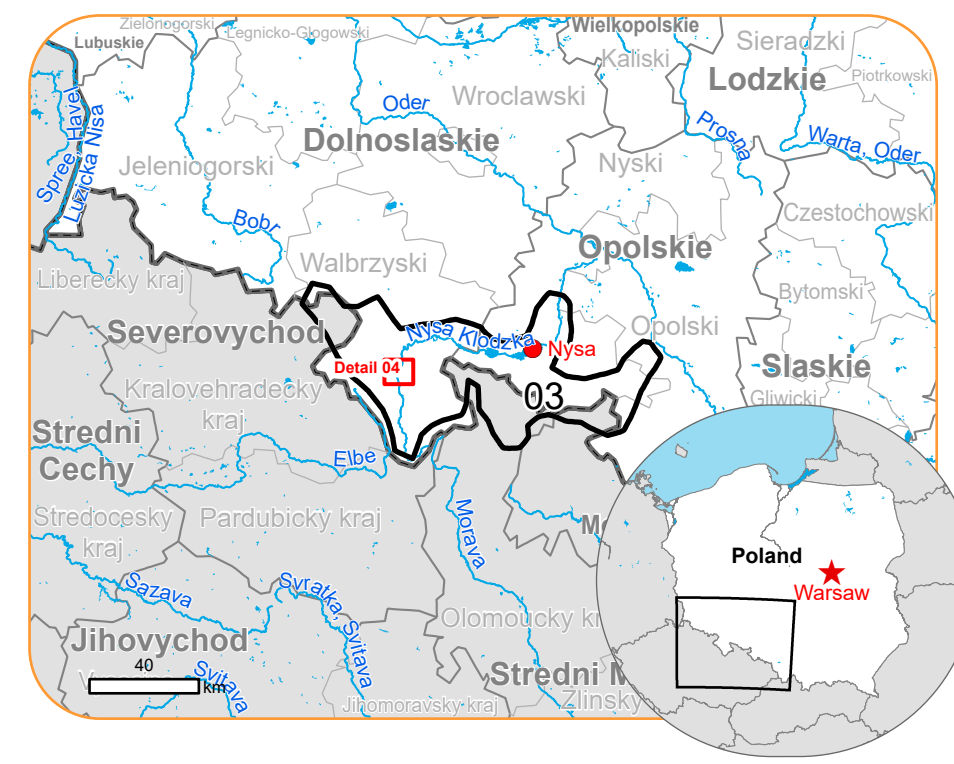 Zielonogorski
Legnicko-Glogowski
Lubuskie
Wielkopolskie
Kaliski
Sieradzki
Lodzkie
Piotrkowski
Spree, Havel
Luzicka Nisa
Oder
Wroclawski
Dolnoslaskie
Prosna
Warta, Oder
Jeleniogorski
Nyski
Bobr
Czestochowski
Opolskie
Walbrzyski
Liberecky kraj
Bytomski
Severovychod
Nysa Klodzka
Nysa
Opolski
Detail 04
Slaskie
03
Gliwicki
Kralovehradecky
kraj
Stredni
Cechy
Elbe
Stredocesky
kraj
Pardubicky kraj
Morava
Poland
Warsaw
Sazava
Svratka, Svitava
Olomoucky
Jihovychod
40
km
Svitava
Stredni
Zlinsky
Jihomoravsky kraj